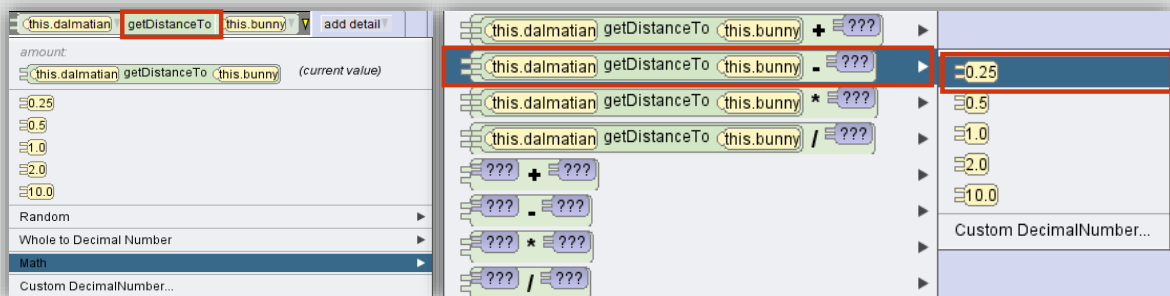 this.dalmatian getDistanceTo this.bunny add detail
amount:
this.dalmatian getDistanceTo this.bunny (current value)
0.25
0.5
1.0
2.0
10.0
Random
Whole to Decimal Number
Math
Custom DecimalNumber...
this.dalmatian getDistanceTo this.bunny + ???
this.dalmatian getDistanceTo this.bunny - ???
this.dalmatian getDistanceTo this.bunny * ???
this.dalmatian getDistanceTo this.bunny / ???
??? + ???
??? - ???
??? * ???
??? / ???
0.25
0.5
1.0
2.0
10.0
Custom DecimalNumber...